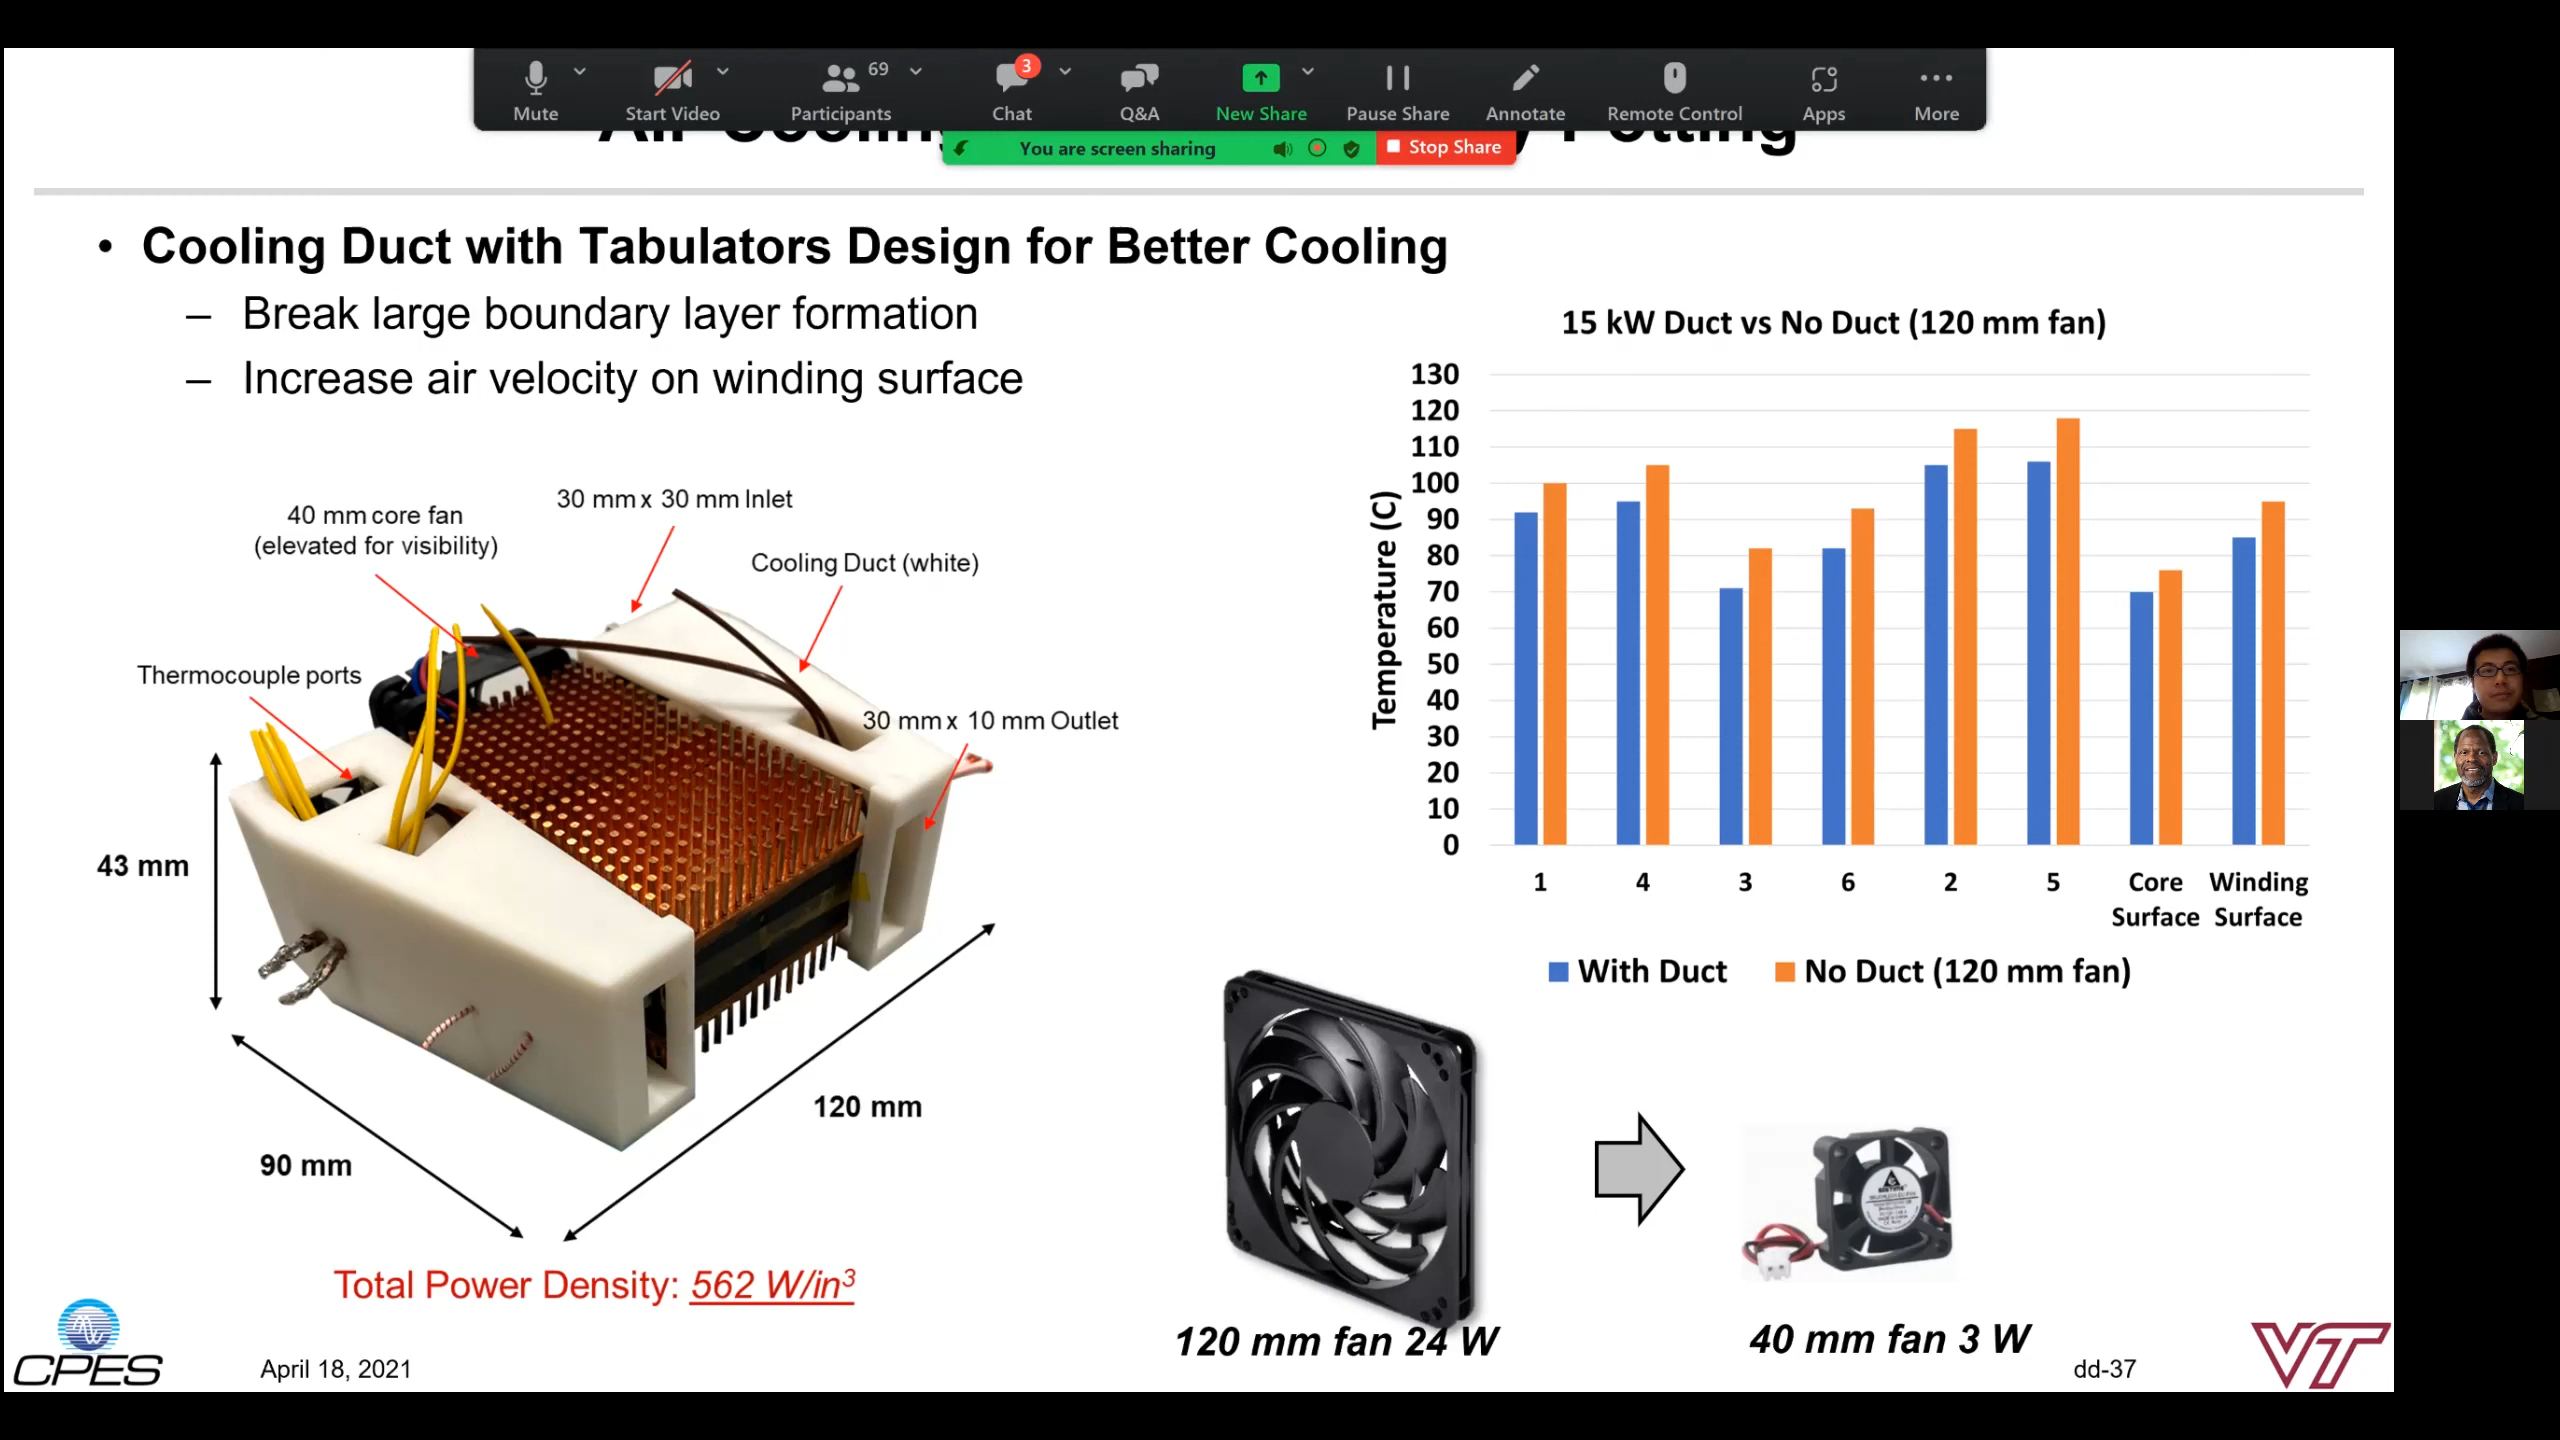 Mute
Start Video
69
Participants
3
Chat
Q&A
New Share
Pause Share
Annotate
Remote Control
Apps
More
You are screen sharing
Stop Share
• Cooling Duct with Tabulators Design for Better Cooling
– Break large boundary layer formation
– Increase air velocity on winding surface
40 mm core fan
(elevated for visibility)
30 mm x 30 mm Inlet
Cooling Duct (white)
Thermocouple ports
30 mm x 10 mm Outlet
43 mm
90 mm
120 mm
Total Power Density: 562 W/in³
15 kW Duct vs No Duct (120 mm fan)
Temperature (C)
130
120
110
100
90
80
70
60
50
40
30
20
10
0
1 4 3 6 2 5 Core Surface Winding Surface
With Duct No Duct (120 mm fan)
120 mm fan 24 W
40 mm fan 3 W
CPES
April 18, 2021
dd-37
VT